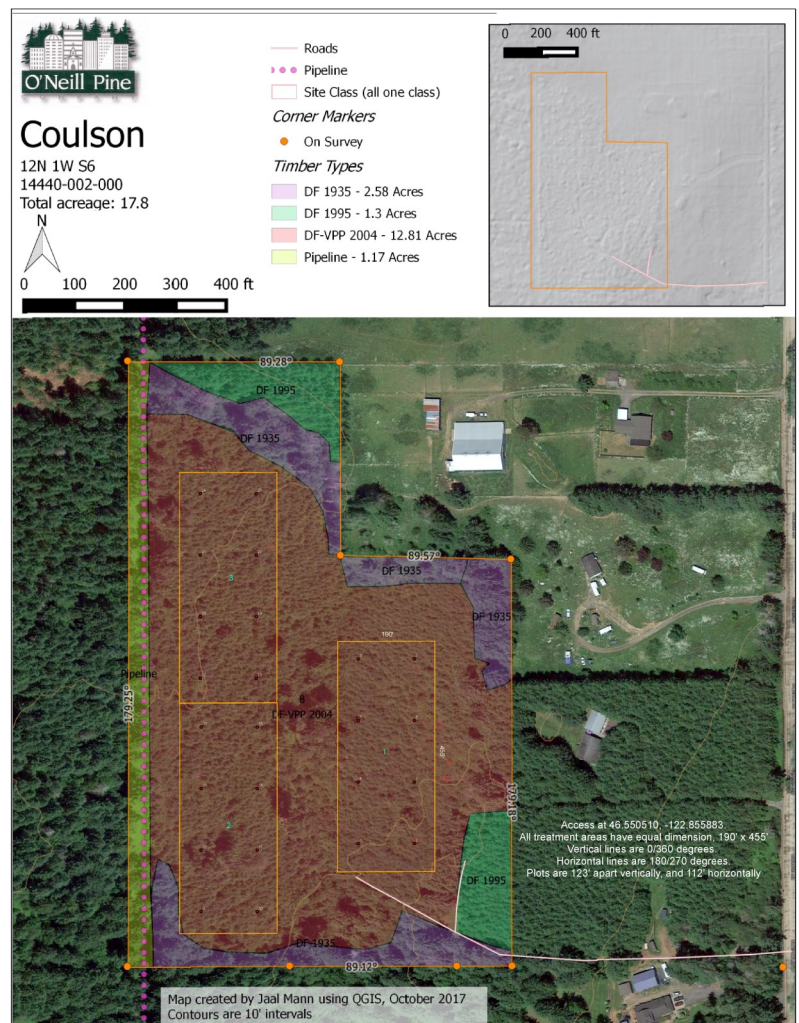 O'Neill Pine
Coulson
12N 1W S6
14440-002-000
Total acreage: 17.8
N
0 100 200 300 400 ft
Roads
Pipeline
Site Class (all one class)
Corner Markers
On Survey
Timber Types
DF 1935 - 2.58 Acres
DF 1995 - 1.3 Acres
DF-VPP 2004 - 12.81 Acres
Pipeline - 1.17 Acres
0 200 400 ft
89.28°
DF 1995
DF 1935
89.57°
DF 1935
DF 1935
3
190'
Pipeline
179.25°
8
DF-VPP 2004
1
455'
179.18°
2
DF 1995
DF 1935
89.12°
Access at 46.550510, -122.855883.
All treatment areas have equal dimension, 190' x 455'
Vertical lines are 0/360 degrees
Horizontal lines are 180/270 degrees.
Plots are 123' apart vertically, and 112' horizontally
Map created by Jaal Mann using QGIS, October 2017
Contours are 10' intervals